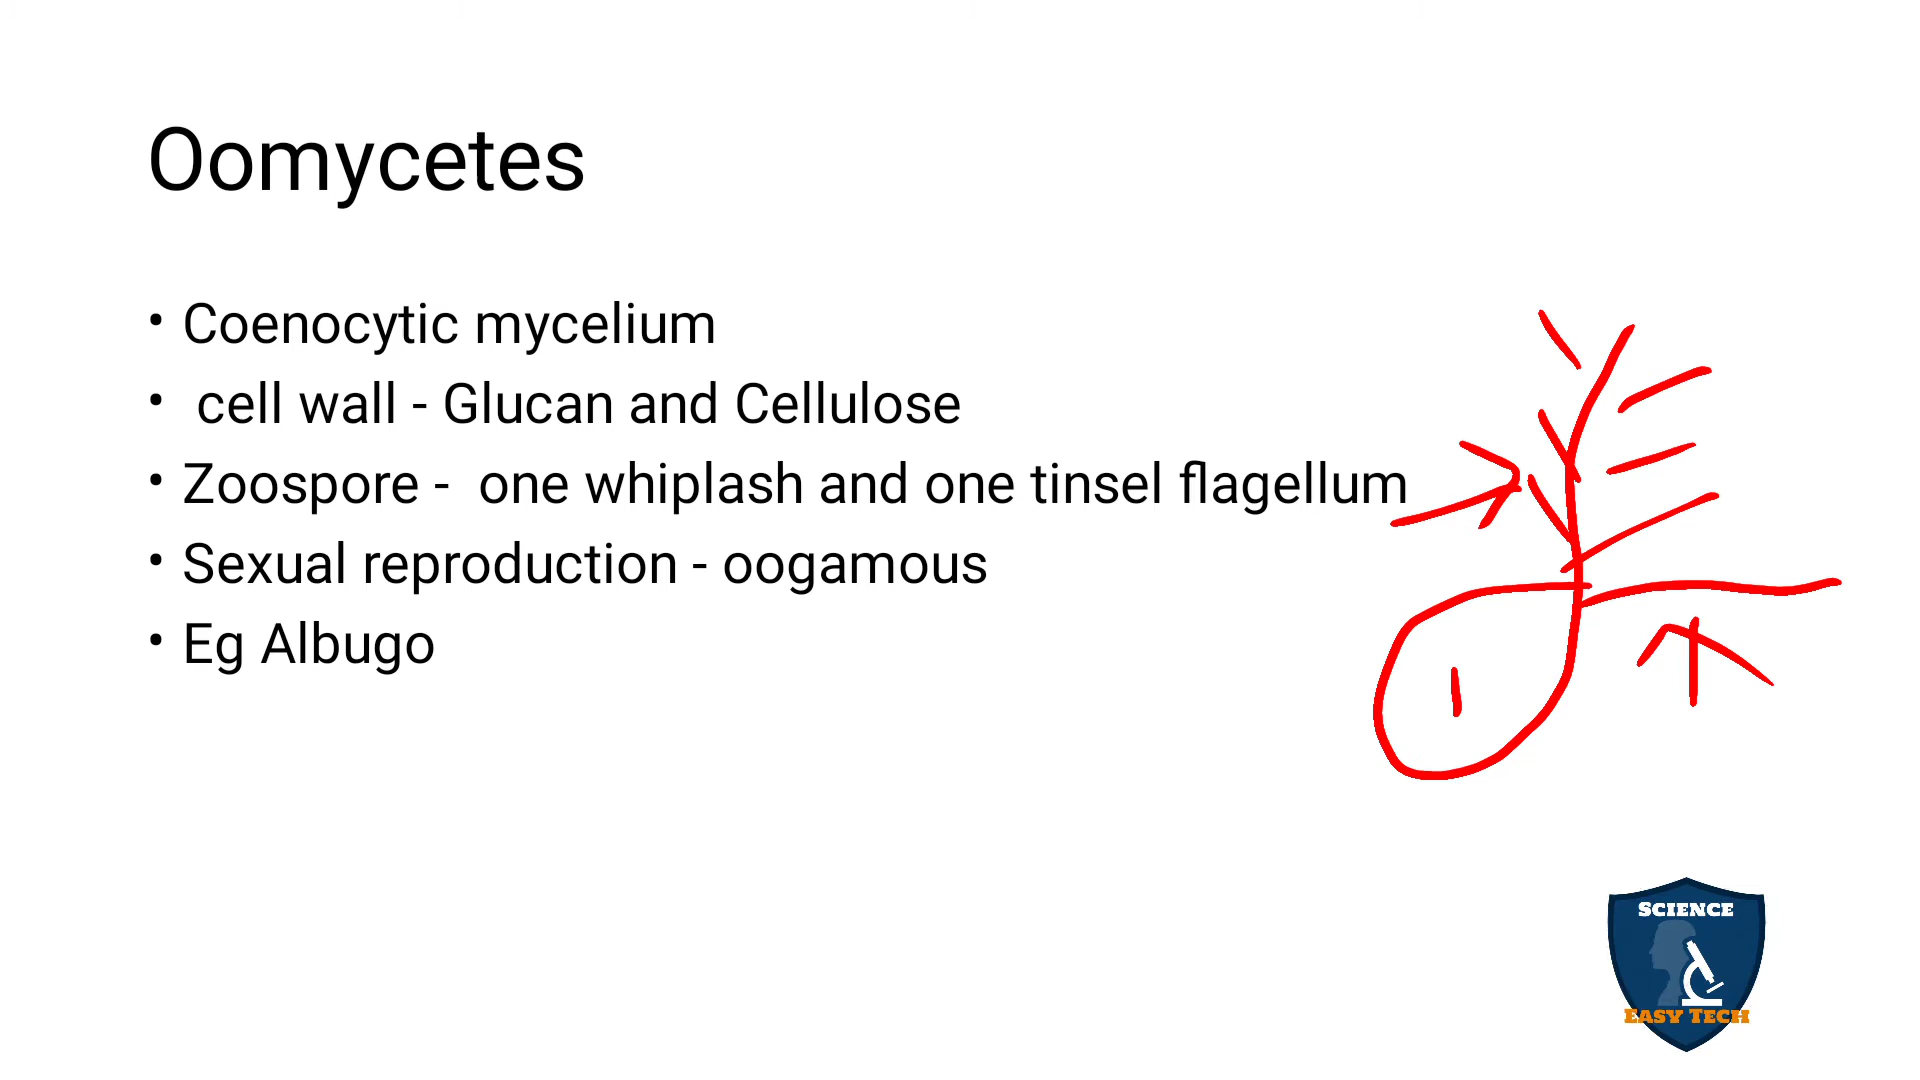 Oomycetes
• Coenocytic mycelium
• cell wall - Glucan and Cellulose
• Zoospore - one whiplash and one tinsel flagellum
• Sexual reproduction - oogamous
• Eg Albugo
SCIENCE
EASY TECH